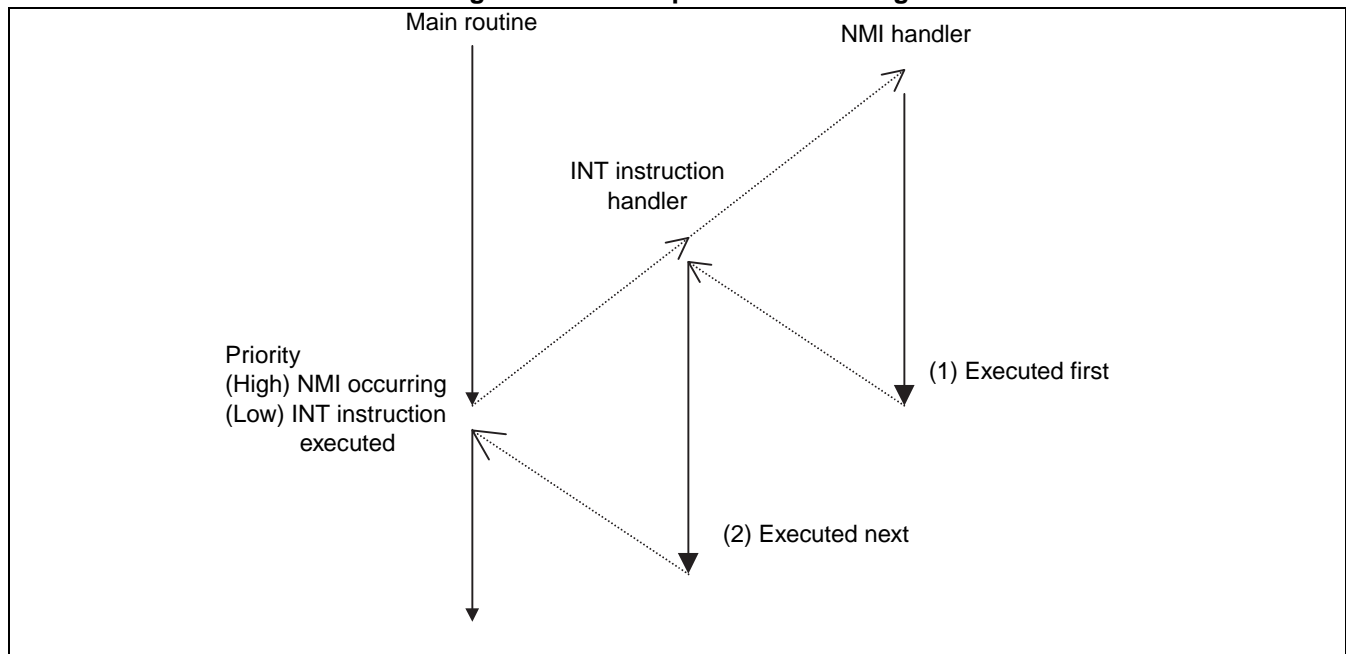 Main routine
NMI handler
INT instruction
handler
Priority
(High) NMI occurring
(Low) INT instruction
executed
(1) Executed first
(2) Executed next